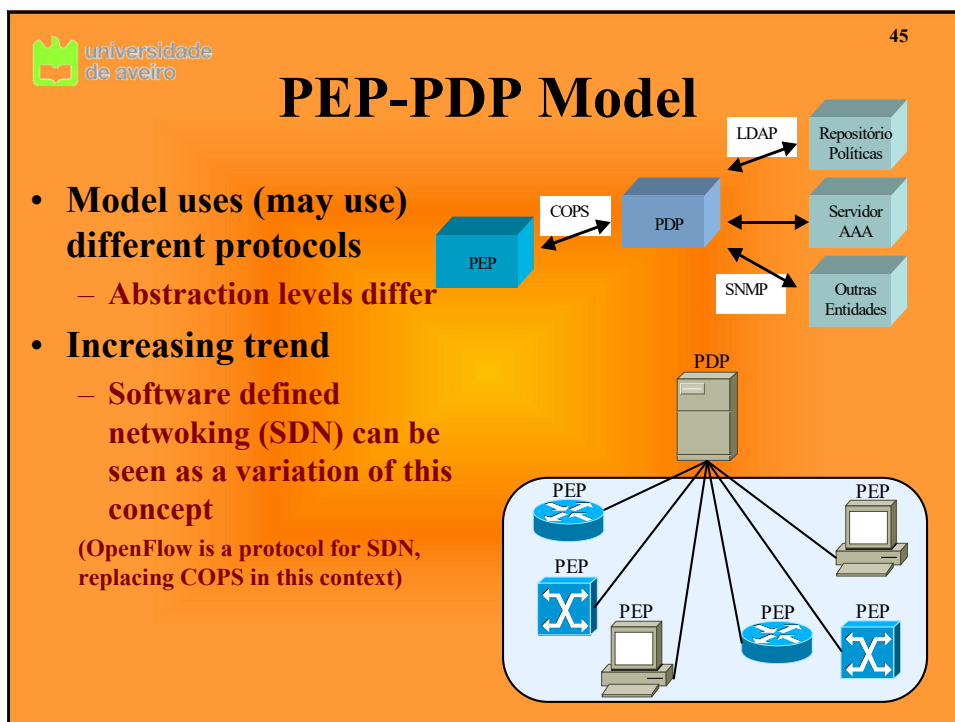 45
universidade
de aveiro
PEP-PDP Model
• Model uses (may use)
different protocols
– Abstraction levels differ
• Increasing trend
– Software defined
netwoking (SDN) can be
seen as a variation of this
concept
(OpenFlow is a protocol for SDN,
replacing COPS in this context)
LDAP
Repositório
Políticas
COPS
PDP
Servidor
AAA
PEP
SNMP
Outras
Entidades
PDP
PEP
PEP
PEP
PEP
PEP
PEP